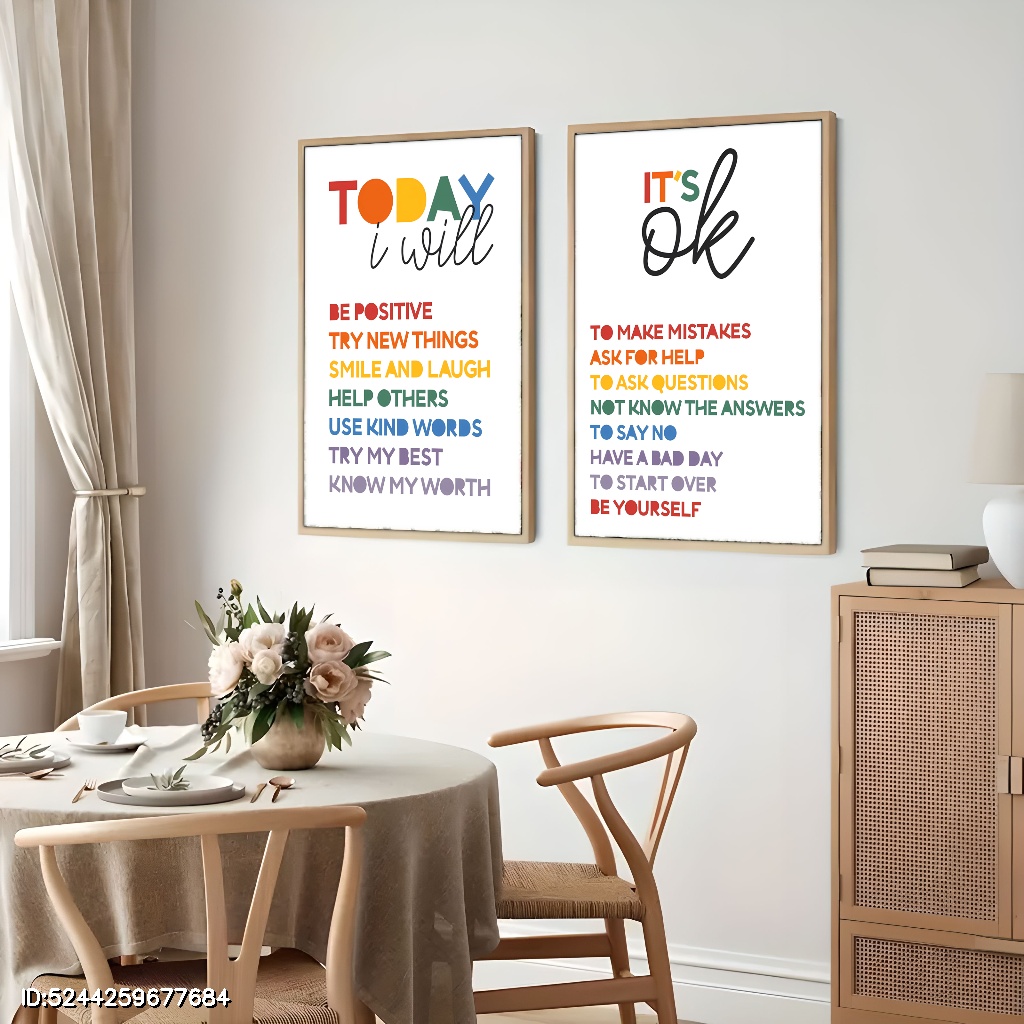 TODAY
i will
BE POSITIVE
TRY NEW THINGS
SMILE AND LAUGH
HELP OTHERS
USE KIND WORDS
TRY MY BEST
KNOW MY WORTH
IT'S
ok
TO MAKE MISTAKES
ASK FOR HELP
TO ASK QUESTIONS
NOT KNOW THE ANSWERS
TO SAY NO
HAVE A BAD DAY
TO START OVER
BE YOURSELF
ID:5244259677684